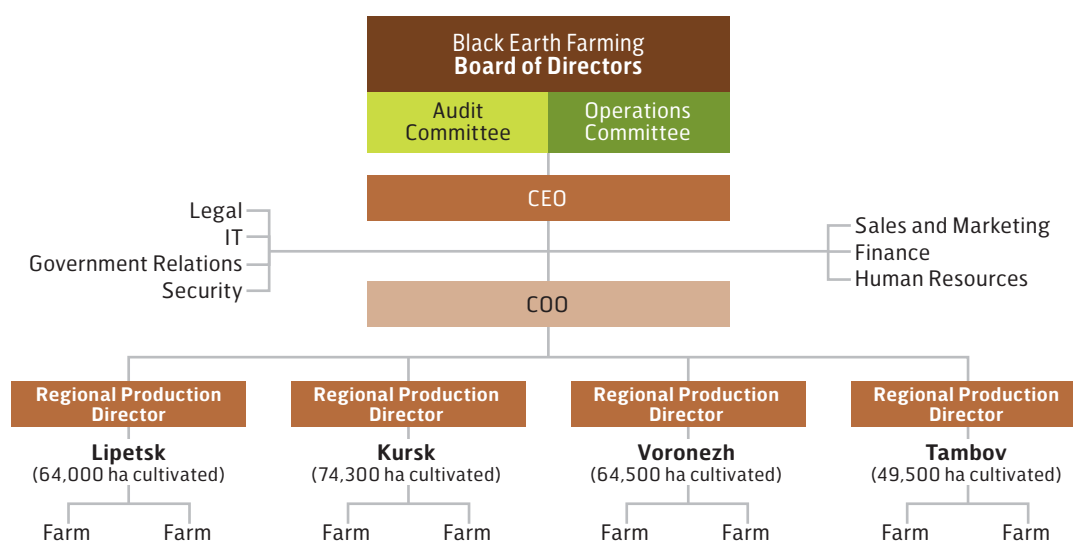 Black Earth Farming
Board of Directors
Audit
Committee
Operations
Committee
CEO
Legal
IT
Government Relations
Security
Sales and Marketing
Finance
Human Resources
COO
Regional Production
Director
Lipetsk
(64,000 ha cultivated)
Farm
Farm
Regional Production
Director
Kursk
(74,300 ha cultivated)
Farm
Farm
Regional Production
Director
Voronezh
(64,500 ha cultivated)
Farm
Farm
Regional Production
Director
Tambov
(49,500 ha cultivated)
Farm
Farm